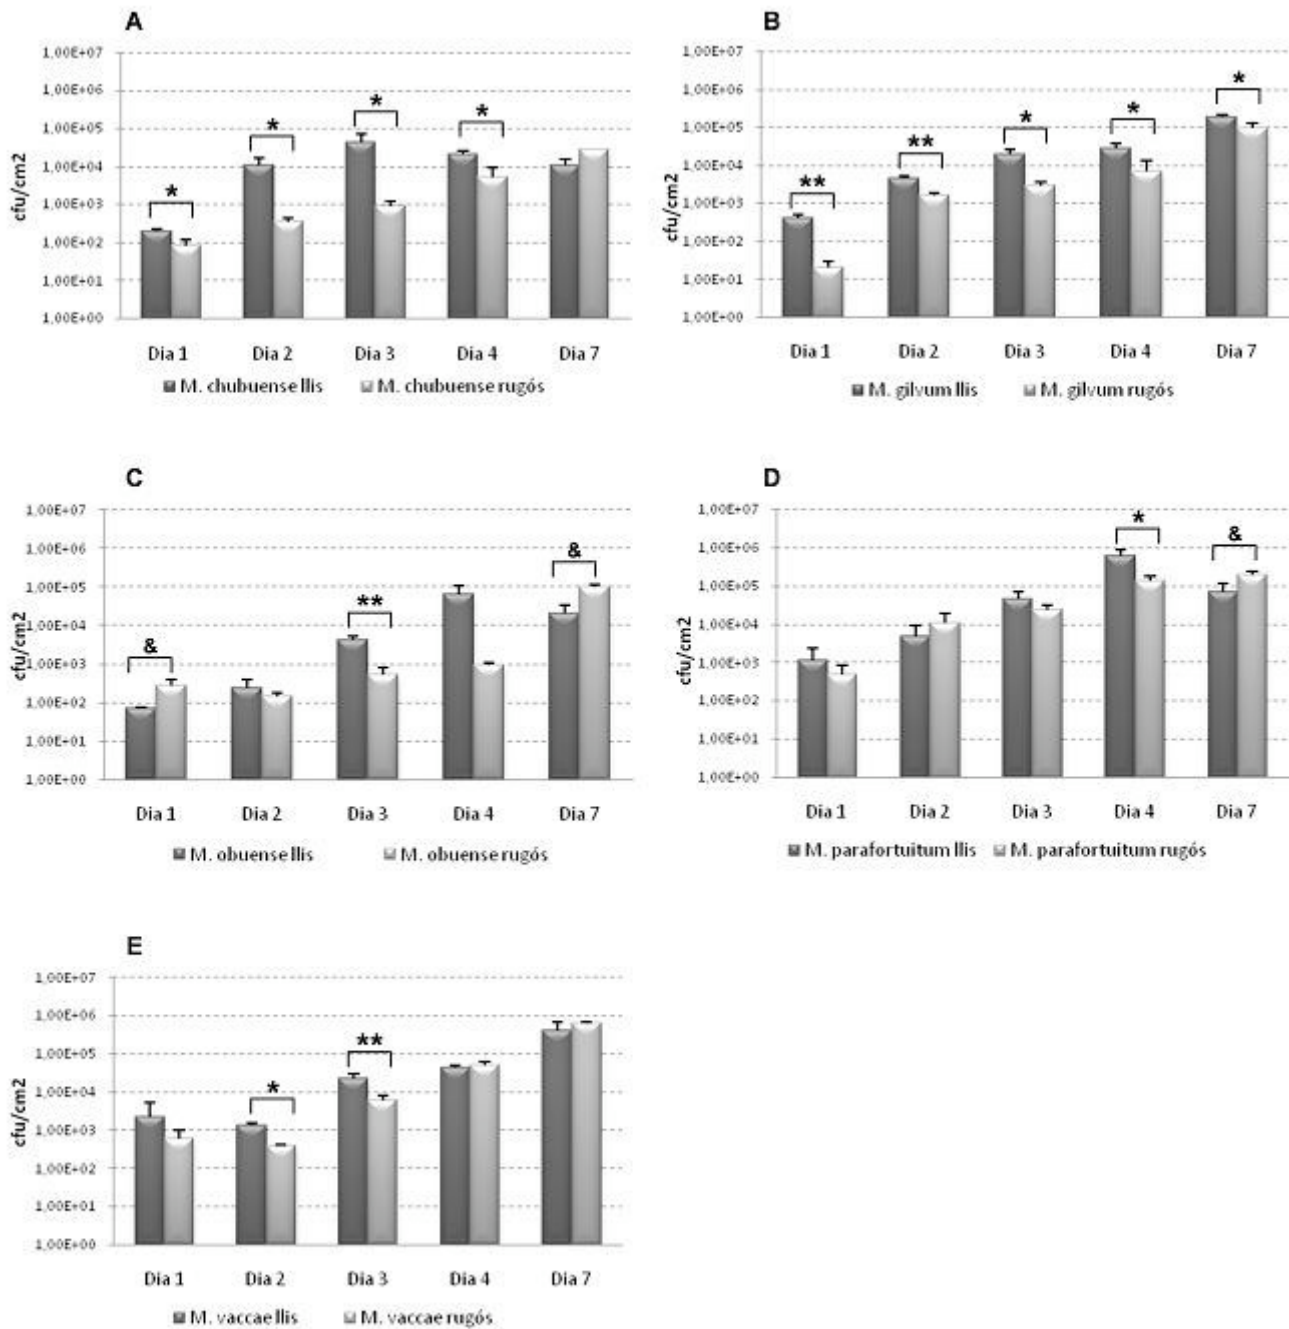 A
1,00E+07
1,00E+06
1,00E+05
1,00E+04
1,00E+03
1,00E+02
1,00E+01
1,00E+00
cfu/cm2
* * * *
Dia 1 Dia 2 Dia 3 Dia 4 Dia 7
M. chubuense llis M. chubuense rugós
B
1,00E+07
1,00E+06
1,00E+05
1,00E+04
1,00E+03
1,00E+02
1,00E+01
1,00E+00
cfu/cm2
** ** * * *
Dia 1 Dia 2 Dia 3 Dia 4 Dia 7
M. gilvum llis M. gilvum rugós
C
1,00E+07
1,00E+06
1,00E+05
1,00E+04
1,00E+03
1,00E+02
1,00E+01
1,00E+00
cfu/cm2
& ** &
Dia 1 Dia 2 Dia 3 Dia 4 Dia 7
M. obuense llis M. obuense rugós
D
1,00E+07
1,00E+06
1,00E+05
1,00E+04
1,00E+03
1,00E+02
1,00E+01
1,00E+00
cfu/cm2
* &
Dia 1 Dia 2 Dia 3 Dia 4 Dia 7
M. parafortuitum llis M. parafortuitum rugós
E
1,00E+07
1,00E+06
1,00E+05
1,00E+04
1,00E+03
1,00E+02
1,00E+01
1,00E+00
cfu/cm2
* **
Dia 1 Dia 2 Dia 3 Dia 4 Dia 7
M. vaccae llis M. vaccae rugós